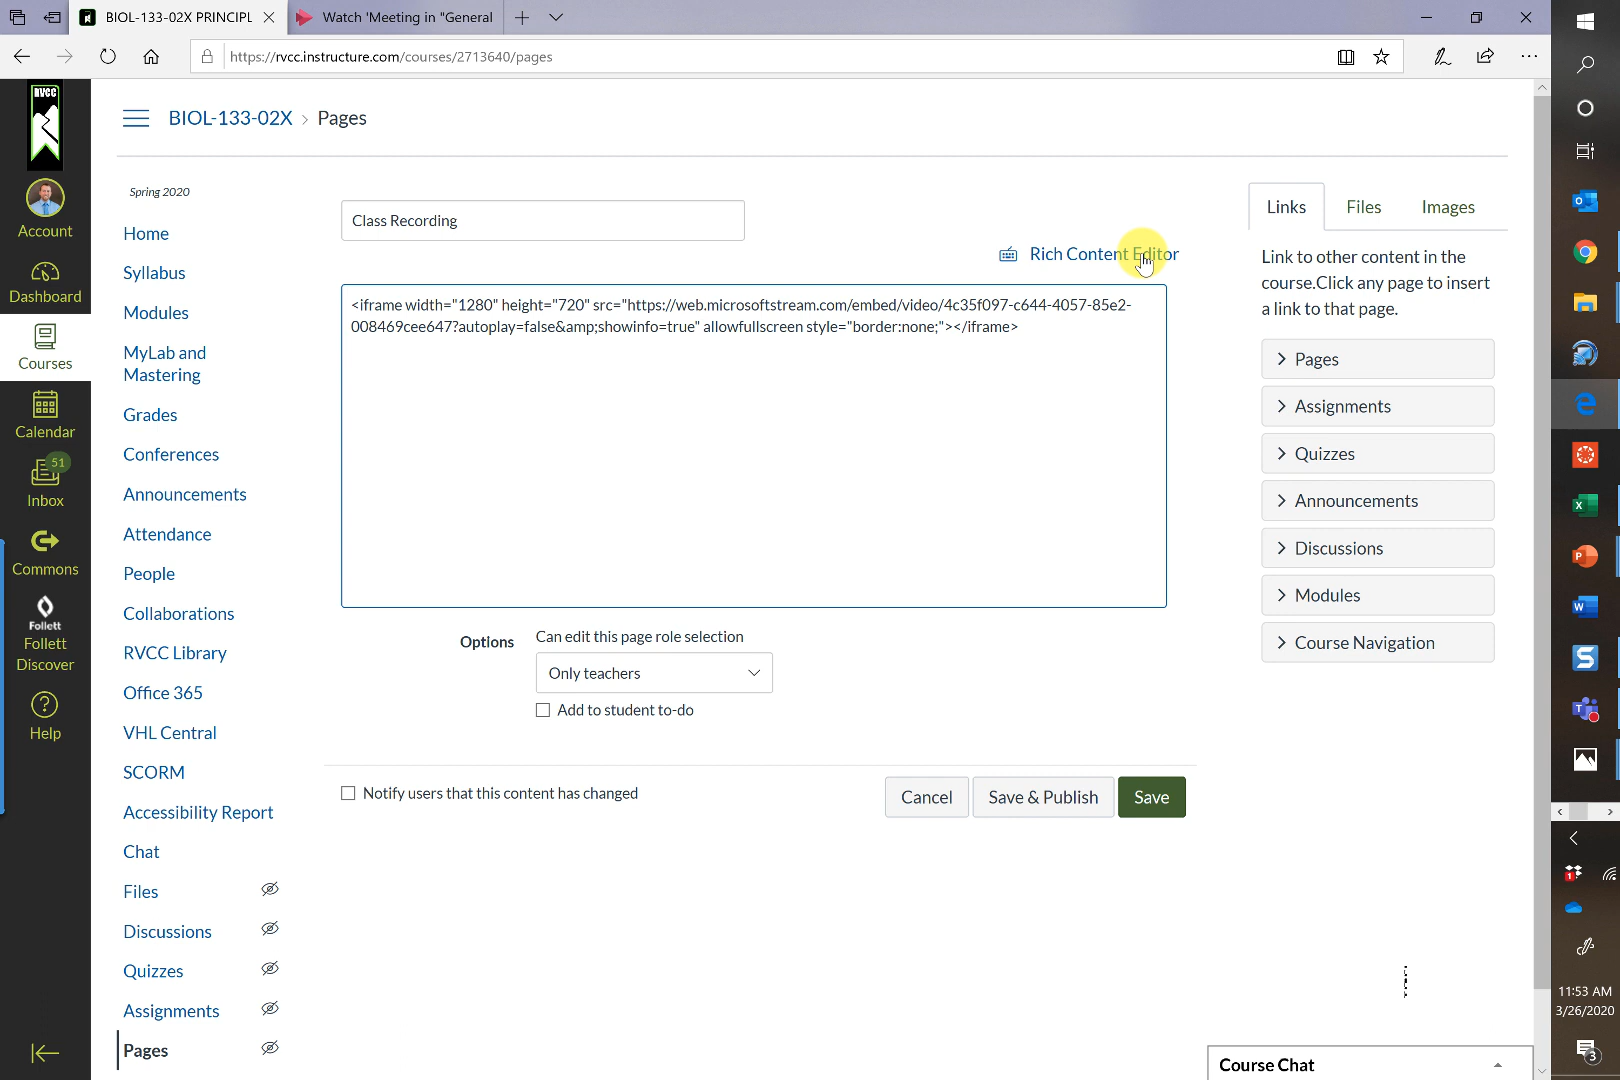 BIOL-133-02X PRINCIPL
Watch 'Meeting in "General
https://rvcc.instructure.com/courses/2713640/pages
RVCC
Account
Dashboard
Courses
Calendar
51
Inbox
Commons
Follett
Follett
Discover
Help
BIOL-133-02X > Pages
Spring 2020
Home
Syllabus
Modules
MyLab and
Mastering
Grades
Conferences
Announcements
Attendance
People
Collaborations
RVCC Library
Office 365
VHL Central
SCORM
Accessibility Report
Chat
Files
Discussions
Quizzes
Assignments
Pages
Class Recording
Rich Content Editor
<iframe width="1280" height="720" src="https://web.microsoftstream.com/embed/video/4c35f097-c644-4057-85e2-
008469cee647?autoplay=false&amp;showinfo=true" allowfullscreen style="border:none;"></iframe>
Options
Can edit this page role selection
Only teachers
Add to student to-do
Notify users that this content has changed
Cancel
Save & Publish
Save
Links
Files
Images
Link to other content in the
course.Click any page to insert
a link to that page.
Pages
Assignments
Quizzes
Announcements
Discussions
Modules
Course Navigation
Course Chat
1
11:53 AM
3/26/2020
3